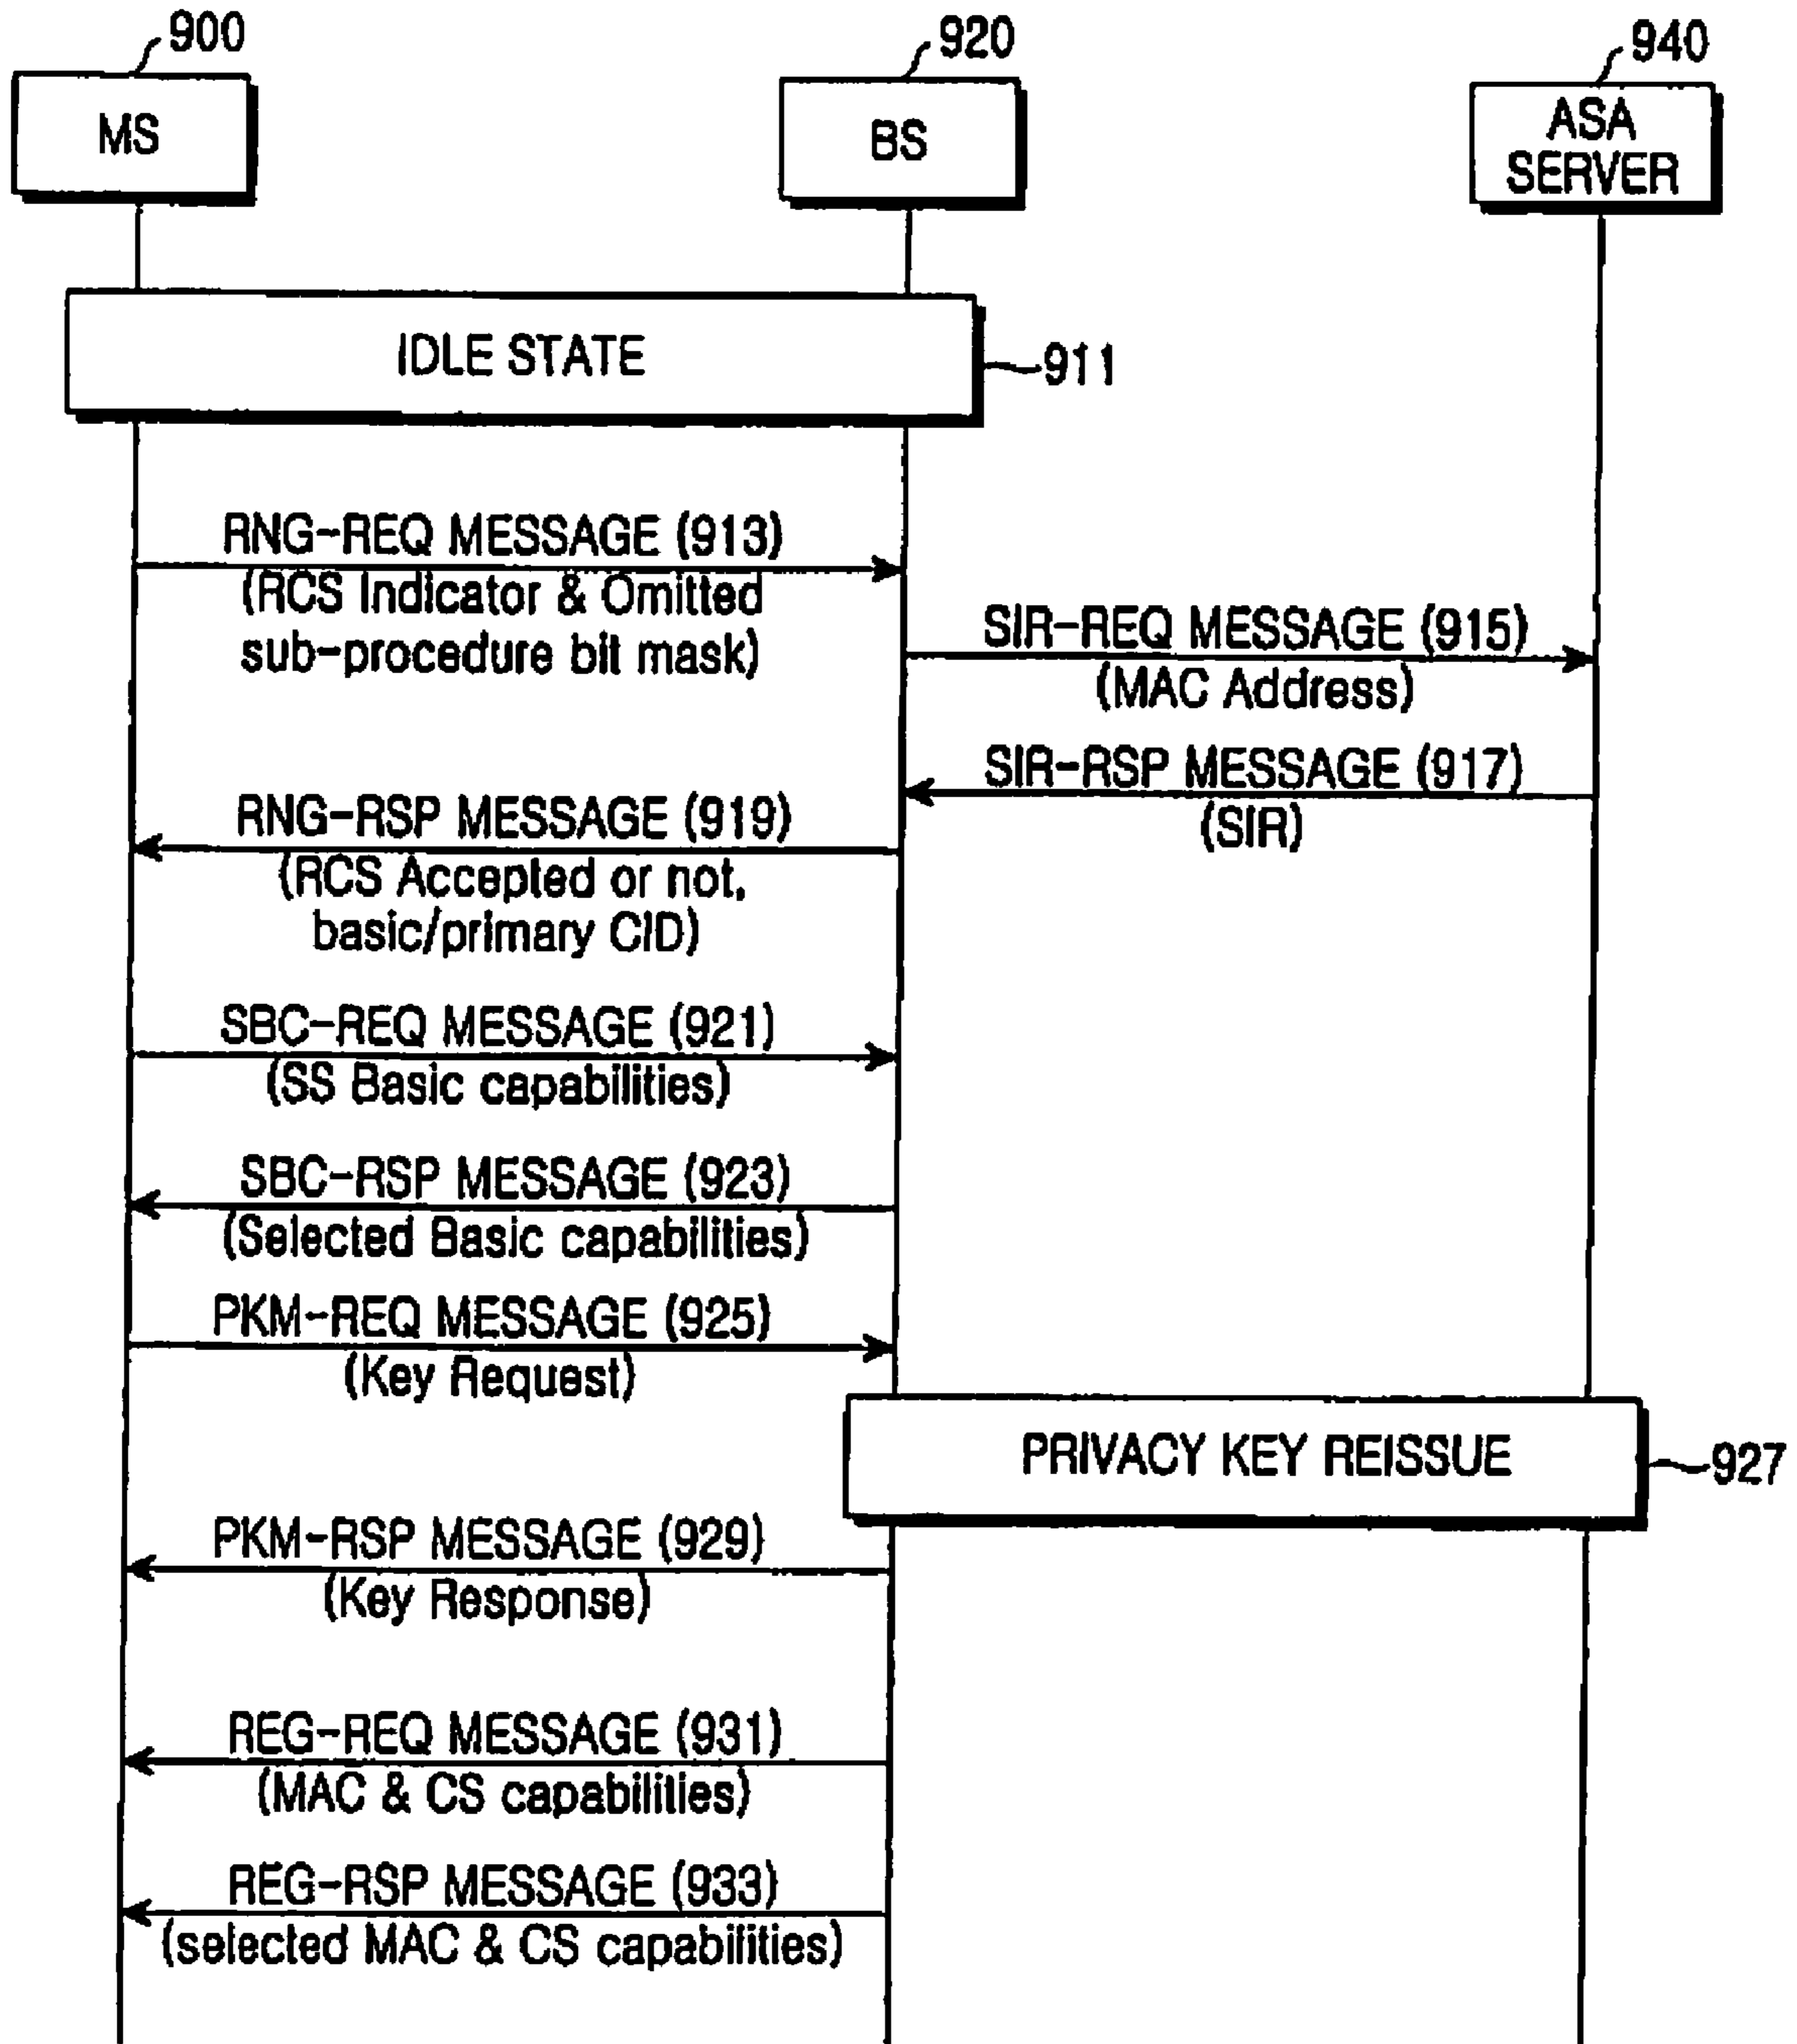 900
920
940
MS
BS
ASA
SERVER
IDLE STATE
911
RNG-REQ MESSAGE (913)
(RCS Indicator & Omitted
sub-procedure bit mask)
SIR-REQ MESSAGE (915)
(MAC Address)
SIR-RSP MESSAGE (917)
(SIR)
RNG-RSP MESSAGE (919)
(RCS Accepted or not,
basic/primary CID)
SBC-REQ MESSAGE (921)
(SS Basic capabilities)
SBC-RSP MESSAGE (923)
(Selected Basic capabilities)
PKM-REQ MESSAGE (925)
(Key Request)
PRIVACY KEY REISSUE
927
PKM-RSP MESSAGE (929)
(Key Response)
REG-REQ MESSAGE (931)
(MAC & CS capabilities)
REG-RSP MESSAGE (933)
(selected MAC & CS capabilities)